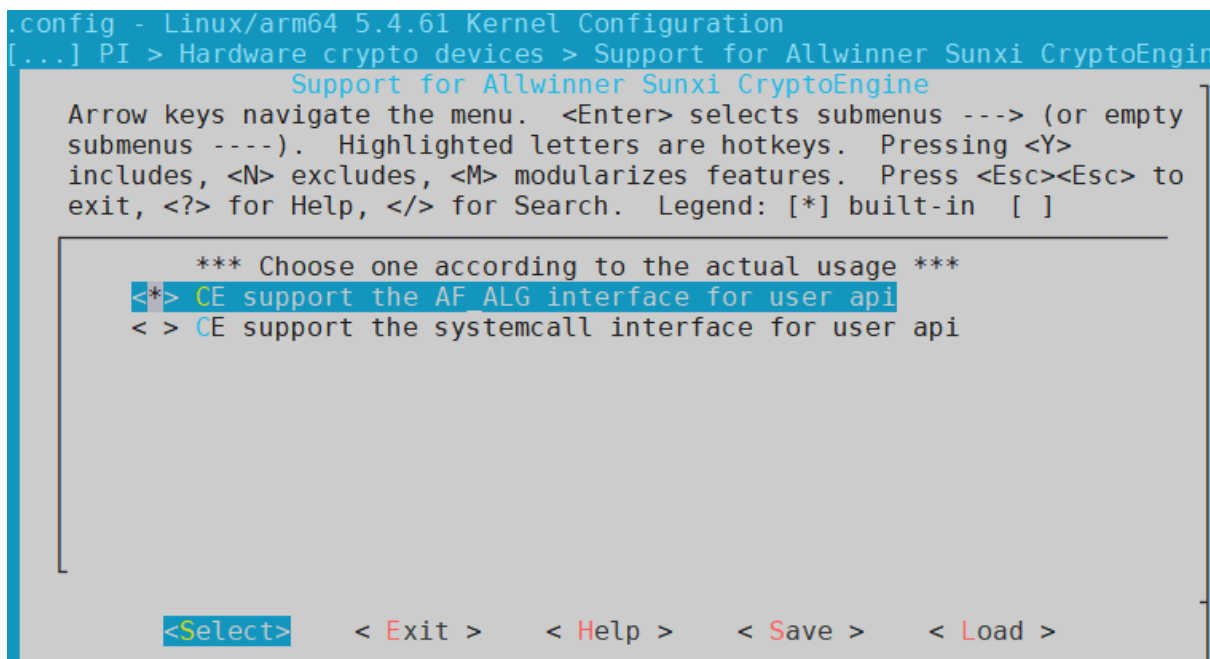 .config - Linux/arm64 5.4.61 Kernel Configuration
[...] PI > Hardware crypto devices > Support for Allwinner Sunxi CryptoEngin
Support for Allwinner Sunxi CryptoEngine
Arrow keys navigate the menu.  <Enter> selects submenus ---> (or empty
submenus ----).  Highlighted letters are hotkeys.  Pressing <Y>
includes, <N> excludes, <M> modularizes features.  Press <Esc><Esc> to
exit, <?> for Help, </> for Search.  Legend: [*] built-in  [ ]
*** Choose one according to the actual usage ***
<*> CE support the AF_ALG interface for user api
< > CE support the systemcall interface for user api
<Select>    < Exit >    < Help >    < Save >    < Load >